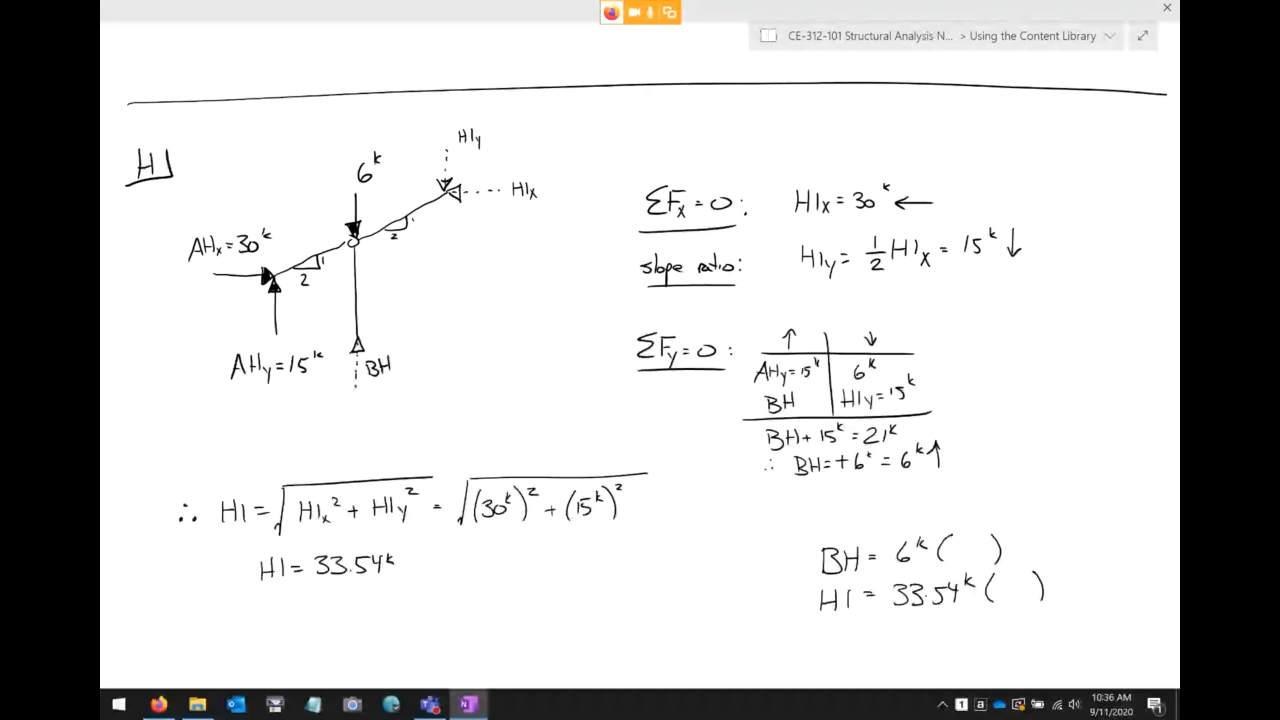 CE-312-101 Structural Analysis N... > Using the Content Library
H
HIy
6ᵏ
HIx
AHx=30ᵏ
2 1
2 1
AHy=15ᵏ
BH
ΣFx=0: HIx=30ᵏ ←
slope ratio: HIy= 1/2 HIx = 15ᵏ ↓
ΣFy=0: ↑ ↓
AHy=15ᵏ 6ᵏ
BH HIy=15ᵏ
BH+15ᵏ=21ᵏ
∴ BH=+6ᵏ=6ᵏ↑
∴ HI=√(HIx²+HIy²) = √((30ᵏ)²+(15ᵏ)²)
HI=33.54ᵏ
BH= 6ᵏ( )
HI = 33.54ᵏ( )
10:36 AM
9/11/2020